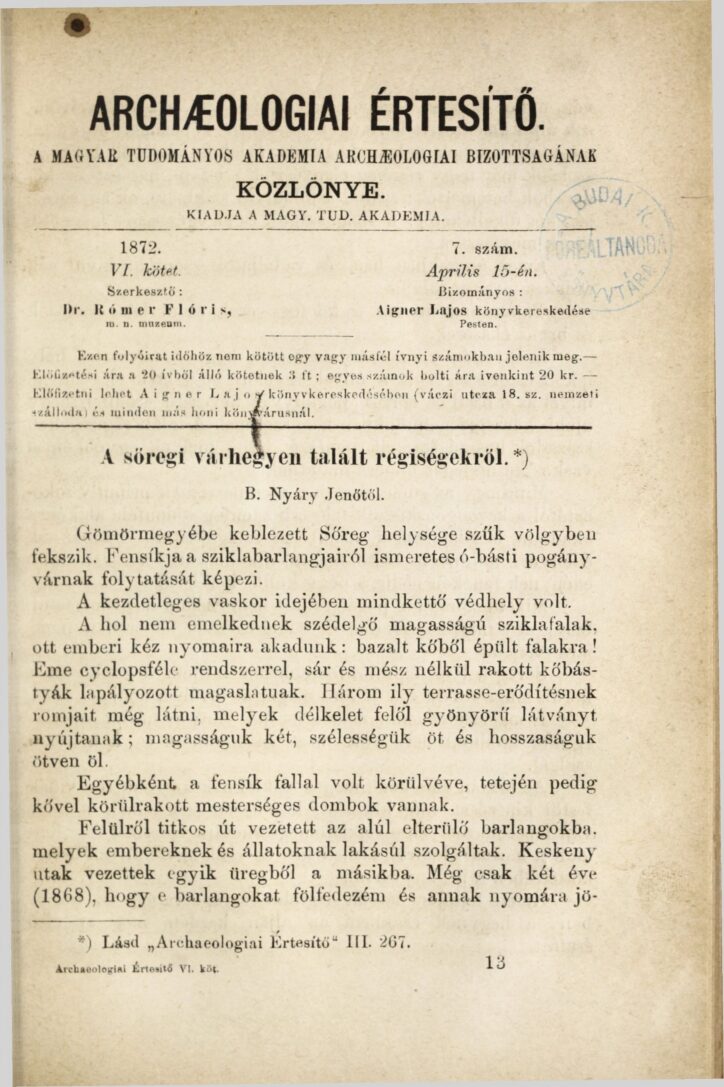 ARCHÆOLOGIAI ÉRTESÍTŐ.
A MAGYAR TUDOMÁNYOS AKADEMIA ARCHÆOLOGIAI BIZOTTSAGÁNAK
KÖZLÖNYE.
KIADJA A MAGY. TUD. AKADEMIA.
A BUDAI
FŐREÁLTANODA
KÖNYVTÁRA
1872.
VI. kötet.
Szerkesztő:
Dr. Rómer Flóris,
m. n. muzeum.
7. szám.
Aprilis 15-én.
Bizományos:
Aigner Lajos könyvkereskedése
Pesten.
Ezen folyóirat időhöz nem kötött egy vagy másfél ívnyi számokban jelenik meg.—
Előfizetési ára a 20 ívből álló kötetnek 3 ft; egyes számok bolti ára ivenkint 20 kr. —
Előfizetni lehet Aigner Lajos könyvkereskedésében (váczi utcza 18. sz. nemzeti
szálloda) és minden más honi könyvárusnál.
A sőregi várhegyen talált régiségekről.*)
B. Nyáry Jenőtől.
Gömörmegyébe keblezett Sőreg helysége szűk völgyben
fekszik. Fensíkja a sziklabarlangjairól ismeretes ó-básti pogány-
várnak folytatását képezi.
A kezdetleges vaskor idejében mindkettő védhely volt.
A hol nem emelkednek szédelgő magasságú sziklafalak,
ott emberi kéz nyomaira akadunk: bazalt kőből épült falakra!
Eme cyclopsféle rendszerrel, sár és mész nélkül rakott kőbás-
tyák lapályozott magaslatuak. Három ily terrasse-erődítésnek
romjait még látni, melyek délkelet felől gyönyörű látványt
nyújtanak; magasságuk két, szélességük öt és hosszaságuk
ötven öl.
Egyébként a fensík fallal volt körülvéve, tetején pedig
kővel körülrakott mesterséges dombok vannak.
Felülről titkos út vezetett az alúl elterülő barlangokba,
melyek embereknek és állatoknak lakásúl szolgáltak. Keskeny
utak vezettek egyik üregből a másikba. Még csak két éve
(1868), hogy e barlangokat fölfedezém és annak nyomára jö-
*) Lásd „Archaeologiai Értesítő“ III. 267.
Archaeologiai Értesítő VI. köt.
13